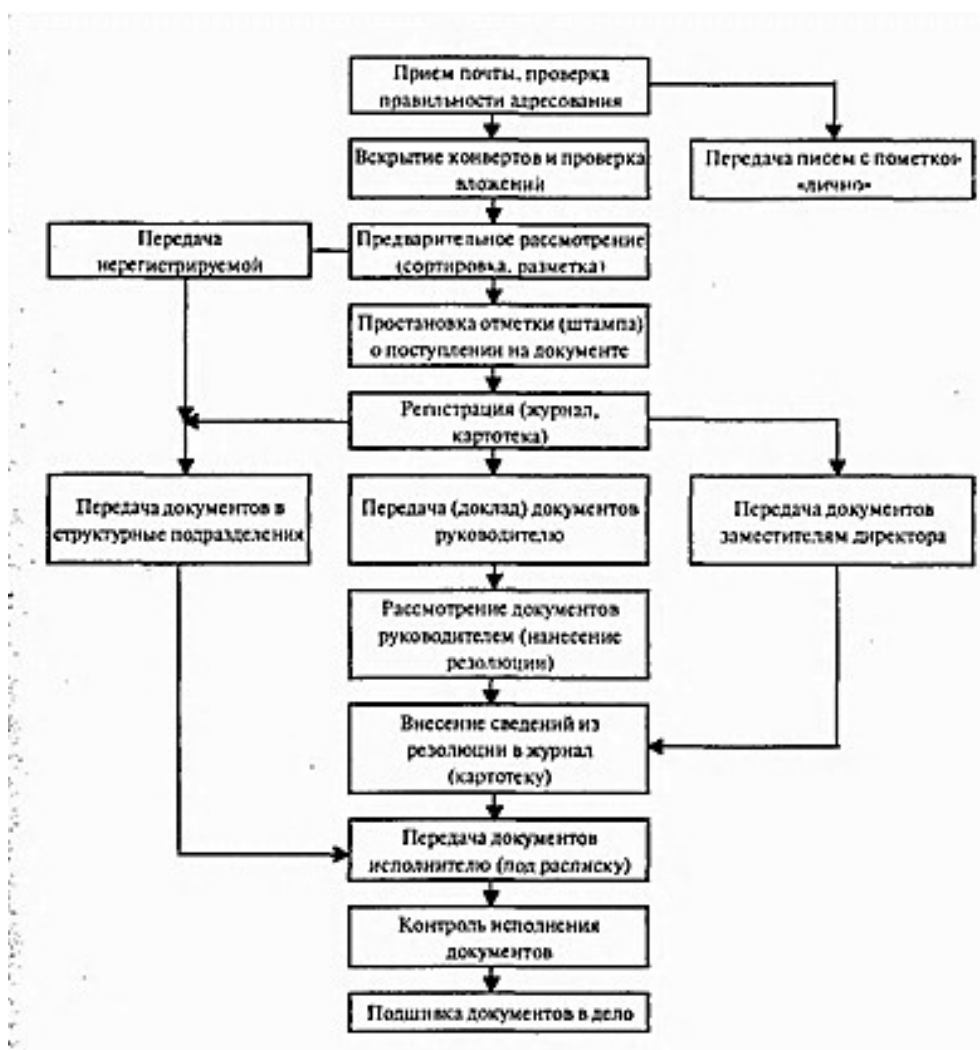 Прием почты, проверка
правильности адресования
Вскрытие конвертов и проверка
вложений
Передача писем с пометкой
«лично»
Передача
нерегистрируемой
Предварительное рассмотрение
(сортировка, разметка)
Простановка отметки (штампа)
о поступлении на документе
Регистрация (журнал,
картотека)
Передача документов в
структурные подразделения
Передача (доклад) документов
руководителю
Передача документов
заместителям директора
Рассмотрение документов
руководителем (нанесение
резолюции)
Внесение сведений из
резолюции в журнал
(картотеку)
Передача документов
исполнителю (под расписку)
Контроль исполнения
документов
Подшивка документов в дело